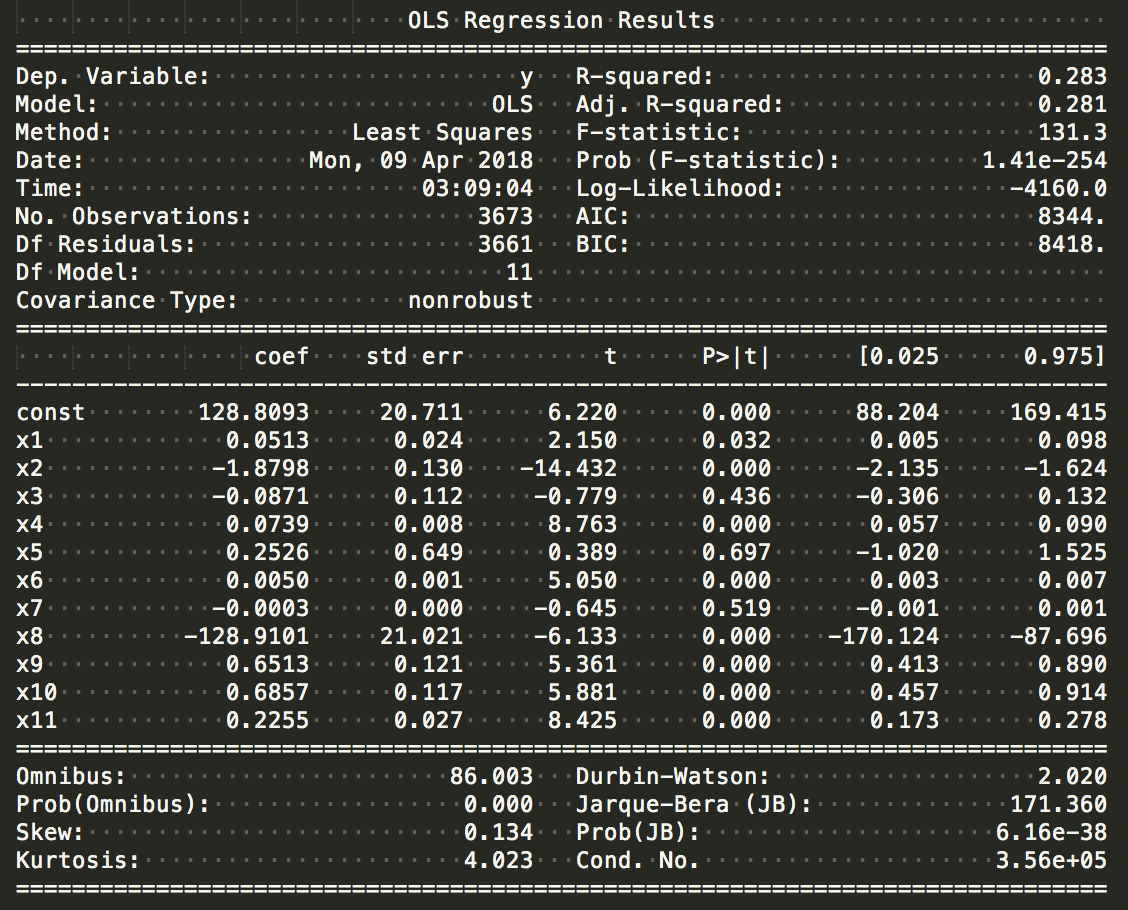 OLS Regression Results
==============================================================================
Dep. Variable:                      y   R-squared:                       0.283
Model:                            OLS   Adj. R-squared:                  0.281
Method:                 Least Squares   F-statistic:                     131.3
Date:                Mon, 09 Apr 2018   Prob (F-statistic):          1.41e-254
Time:                        03:09:04   Log-Likelihood:                -4160.0
No. Observations:                3673   AIC:                             8344.
Df Residuals:                    3661   BIC:                             8418.
Df Model:                          11
Covariance Type:            nonrobust
==============================================================================
                 coef    std err          t      P>|t|      [0.025      0.975]
------------------------------------------------------------------------------
const        128.8093     20.711      6.220      0.000      88.204     169.415
x1             0.0513      0.024      2.150      0.032       0.005       0.098
x2            -1.8798      0.130    -14.432      0.000      -2.135      -1.624
x3            -0.0871      0.112     -0.779      0.436      -0.306       0.132
x4             0.0739      0.008      8.763      0.000       0.057       0.090
x5             0.2526      0.649      0.389      0.697      -1.020       1.525
x6             0.0050      0.001      5.050      0.000       0.003       0.007
x7            -0.0003      0.000     -0.645      0.519      -0.001       0.001
x8          -128.9101     21.021     -6.133      0.000    -170.124     -87.696
x9             0.6513      0.121      5.361      0.000       0.413       0.890
x10            0.6857      0.117      5.881      0.000       0.457       0.914
x11            0.2255      0.027      8.425      0.000       0.173       0.278
==============================================================================
Omnibus:                       86.003   Durbin-Watson:                   2.020
Prob(Omnibus):                  0.000   Jarque-Bera (JB):              171.360
Skew:                           0.134   Prob(JB):                     6.16e-38
Kurtosis:                       4.023   Cond. No.                     3.56e+05
==============================================================================